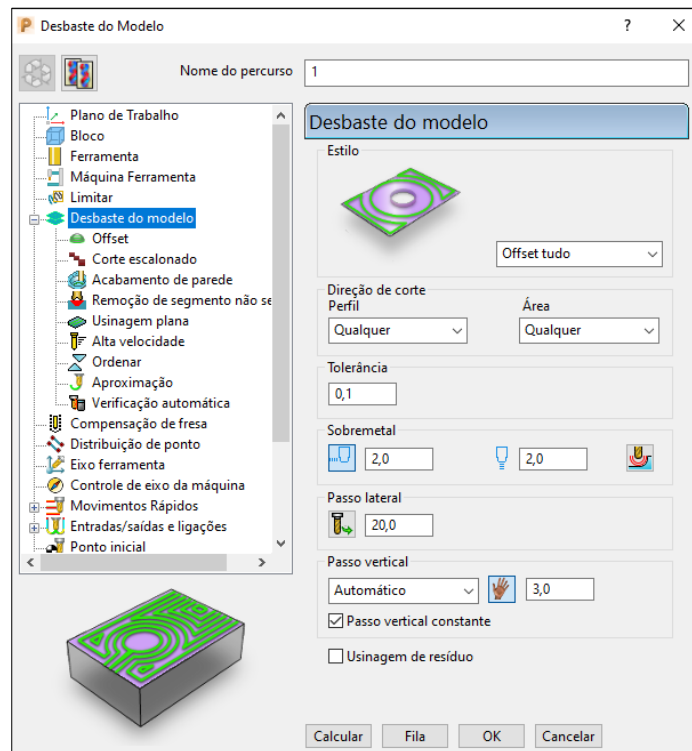 Desbaste do Modelo ?
Nome do percurso 1
Plano de Trabalho
Bloco
Ferramenta
Máquina Ferramenta
Limitar
Desbaste do modelo
Offset
Corte escalonado
Acabamento de parede
Remoção de segmento não se
Usinagem plana
Alta velocidade
Ordenar
Aproximação
Verificação automática
Compensação de fresa
Distribuição de ponto
Eixo ferramenta
Controle de eixo da máquina
Movimentos Rápidos
Entradas/saídas e ligações
Ponto inicial
Desbaste do modelo
Estilo
Offset tudo
Direção de corte
Perfil Área
Qualquer Qualquer
Tolerância
0,1
Sobremetal
2,0 2,0
Passo lateral
20,0
Passo vertical
Automático 3,0
Passo vertical constante
Usinagem de resíduo
Calcular Fila OK Cancelar